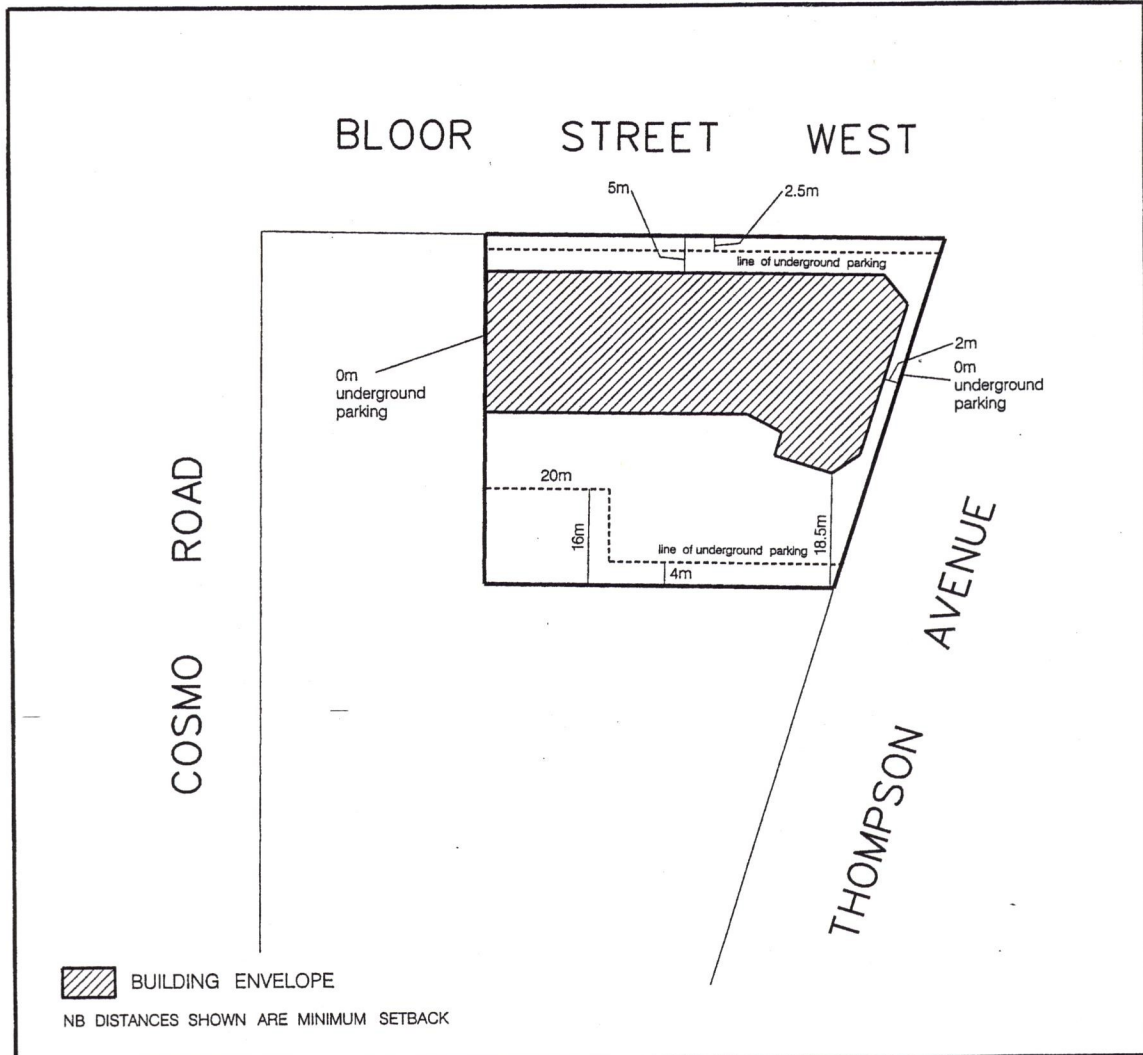 BLOOR STREET WEST
5m
2.5m
line of underground parking
2m
0m
underground
parking
0m
underground
parking
20m
16m
line of underground parking
18.5m
4m
COSMO ROAD
THOMPSON AVENUE
BUILDING ENVELOPE
NB DISTANCES SHOWN ARE MINIMUM SETBACK